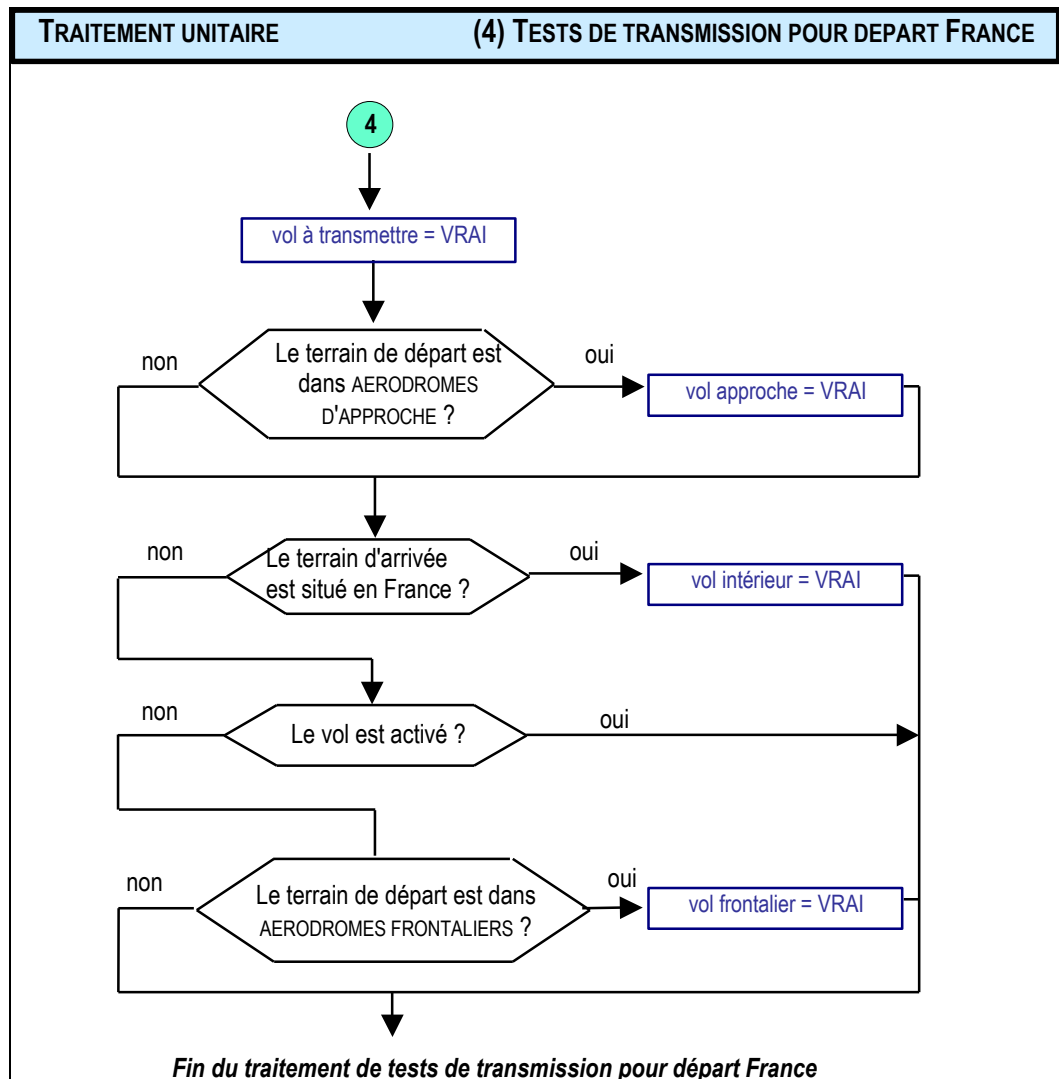 TRAITEMENT UNITAIRE (4) TESTS DE TRANSMISSION POUR DEPART FRANCE
4
vol à transmettre = VRAI
non
Le terrain de départ est
dans AERODROMES
D'APPROCHE ?
oui
vol approche = VRAI
non
Le terrain d'arrivée
est situé en France ?
oui
vol intérieur = VRAI
non
Le vol est activé ?
oui
non
Le terrain de départ est dans
AERODROMES FRONTALIERS ?
oui
vol frontalier = VRAI
Fin du traitement de tests de transmission pour départ France